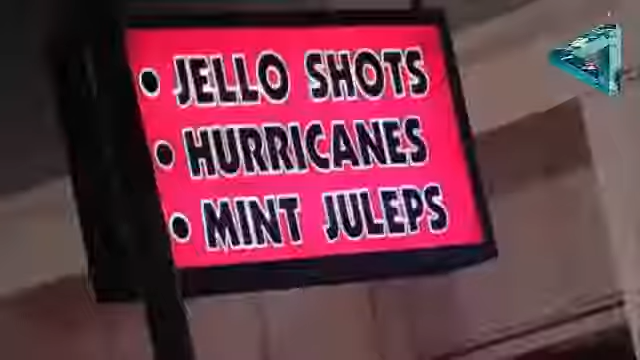 • JELLO SHOTS
• HURRICANES
• MINT JULEPS